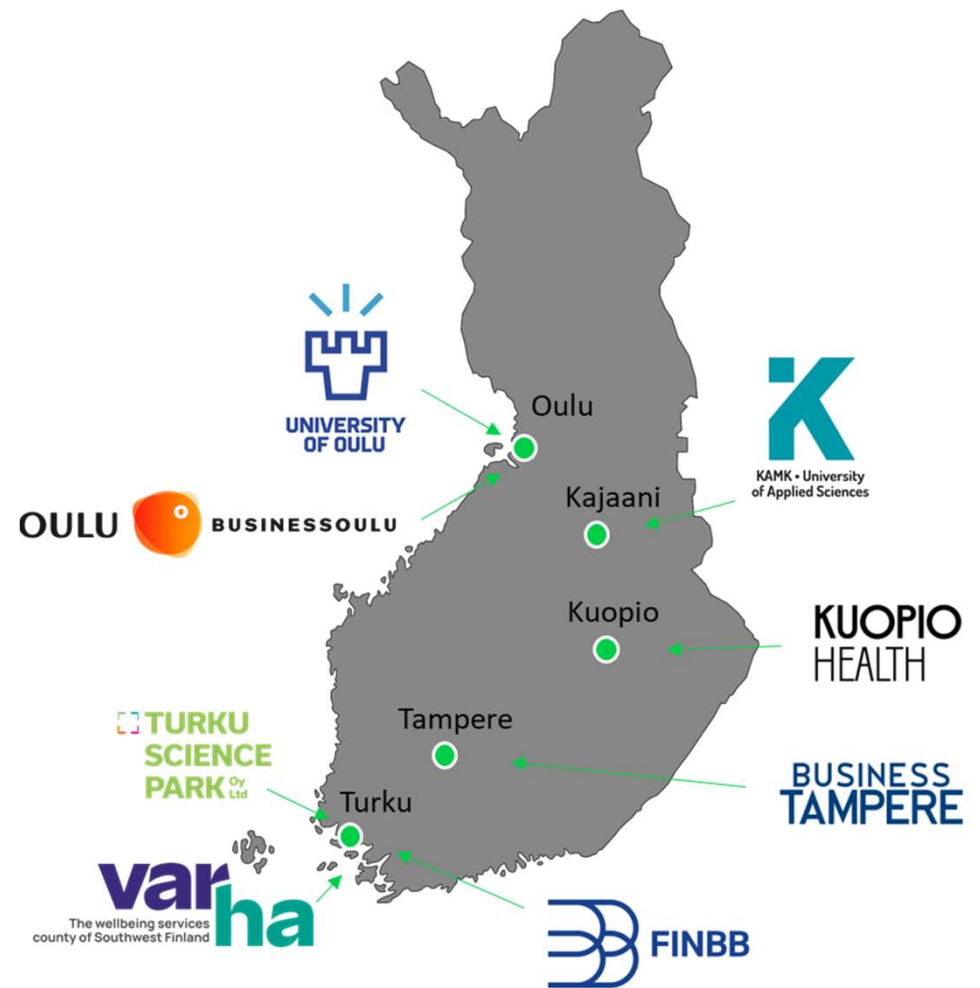 UNIVERSITY
OF OULU
Oulu
KAMK • University
of Applied Sciences
Kajaani
OULU BUSINESSOULU
Kuopio
KUOPIO
HEALTH
TURKU
SCIENCE
PARK Oy
Ltd
Tampere
BUSINESS
TAMPERE
Turku
varha
The wellbeing services
county of Southwest Finland
FINBB